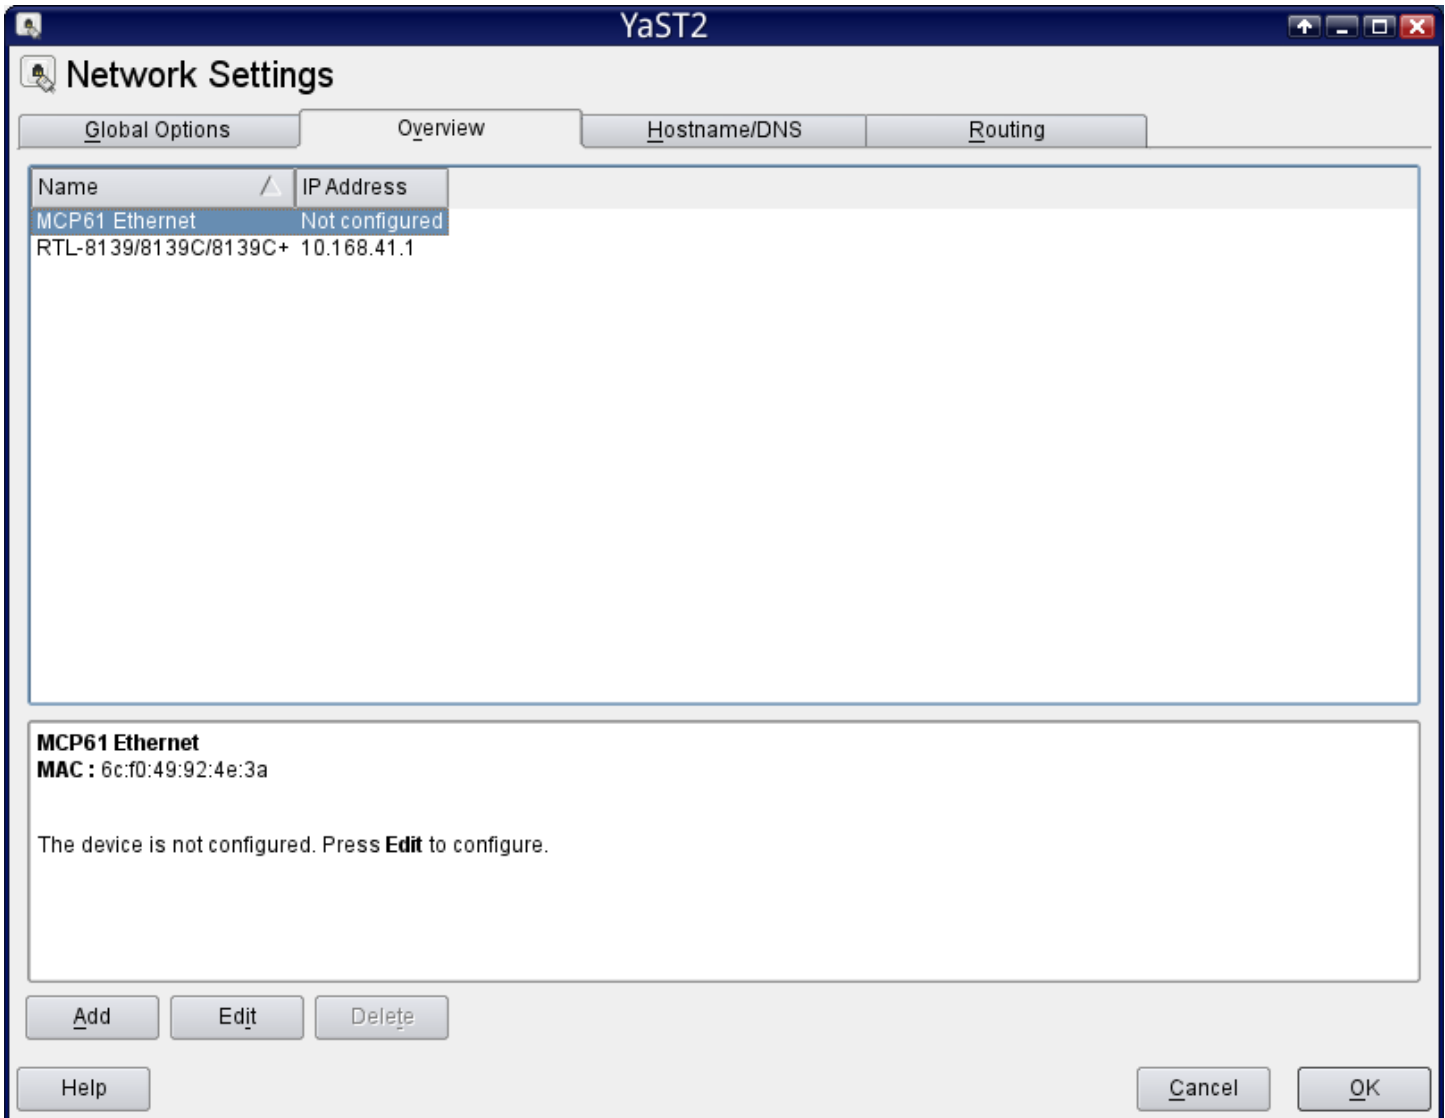 YaST2
Network Settings
Global Options Overview Hostname/DNS Routing
Name IP Address
MCP61 Ethernet Not configured
RTL-8139/8139C/8139C+ 10.168.41.1
MCP61 Ethernet
MAC : 6c:f0:49:92:4e:3a
The device is not configured. Press Edit to configure.
Add Edit Delete
Help Cancel OK